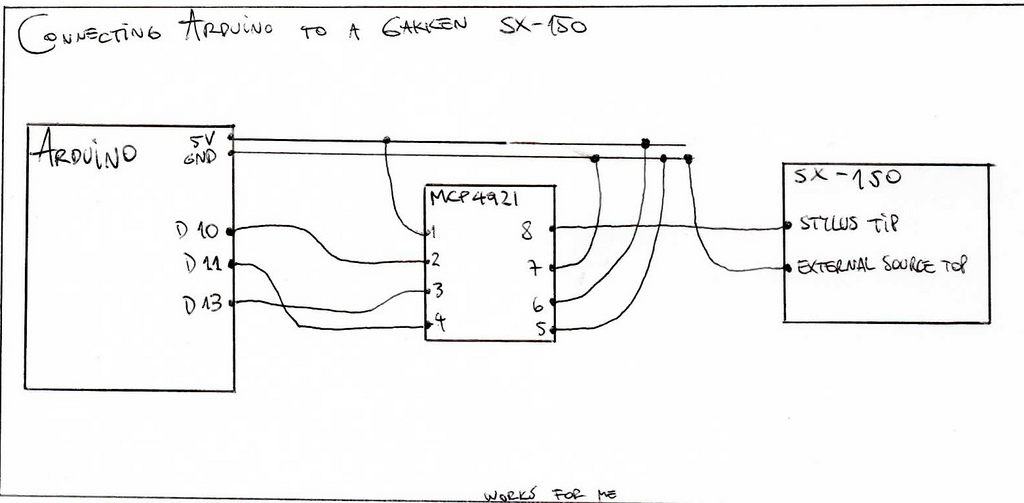 CONNECTING ARDUINO TO A GAKKEN SX-150
ARDUINO
5V
GND
D 10
D 11
D 13
MCP4921
1
2
3
4
8
7
6
5
SX-150
STYLUS TIP
EXTERNAL SOURCE TOP
WORKS FOR ME